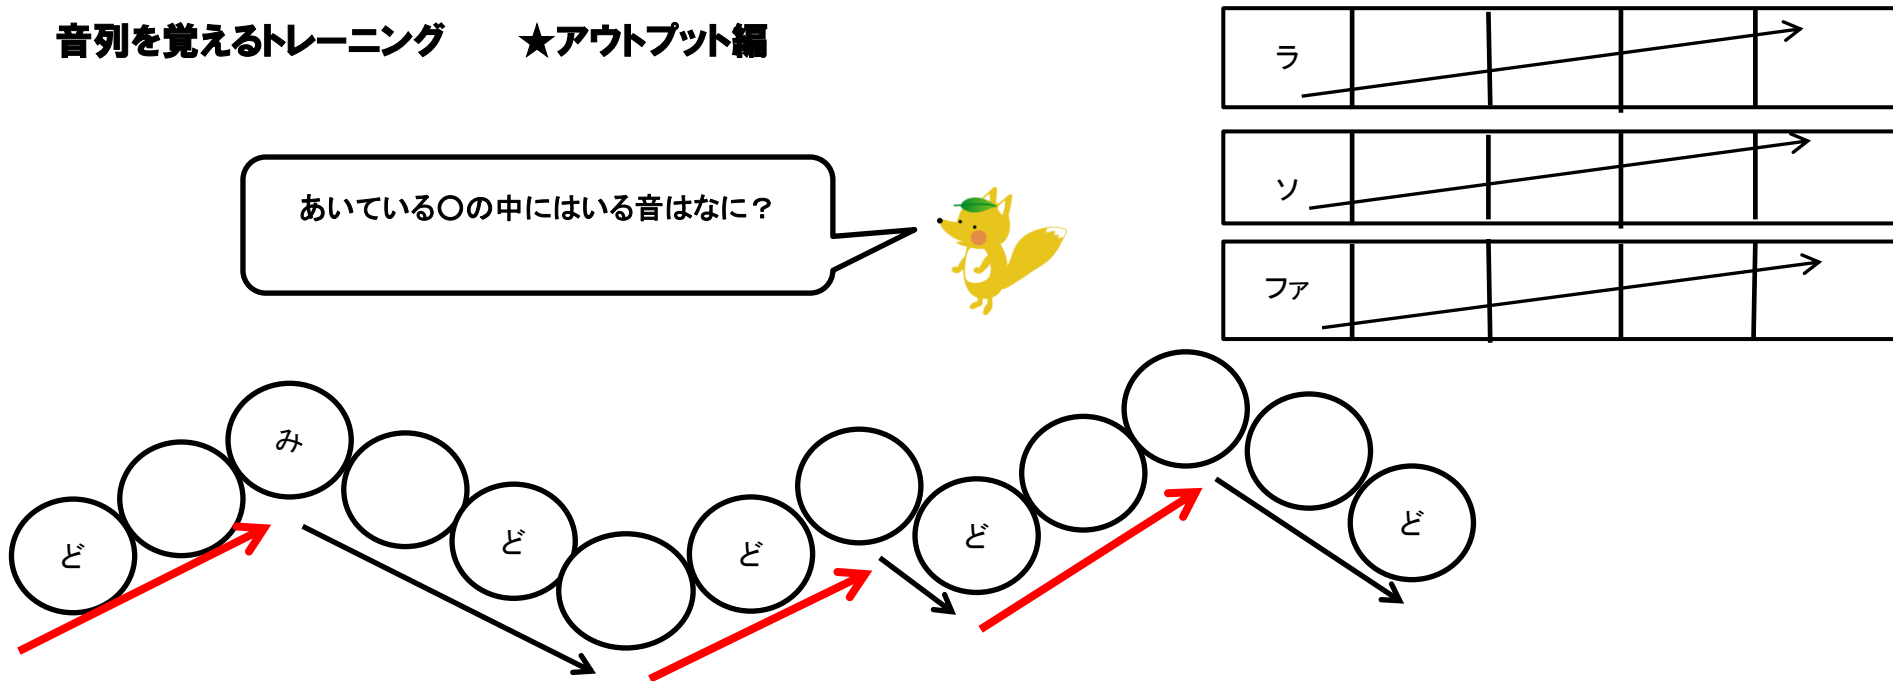 音列を覚えるトレーニング　　★アウトプット編
ラ
あいている〇の中にはいる音はなに？
ソ
ファ
ど
み
ど
ど
ど
ど